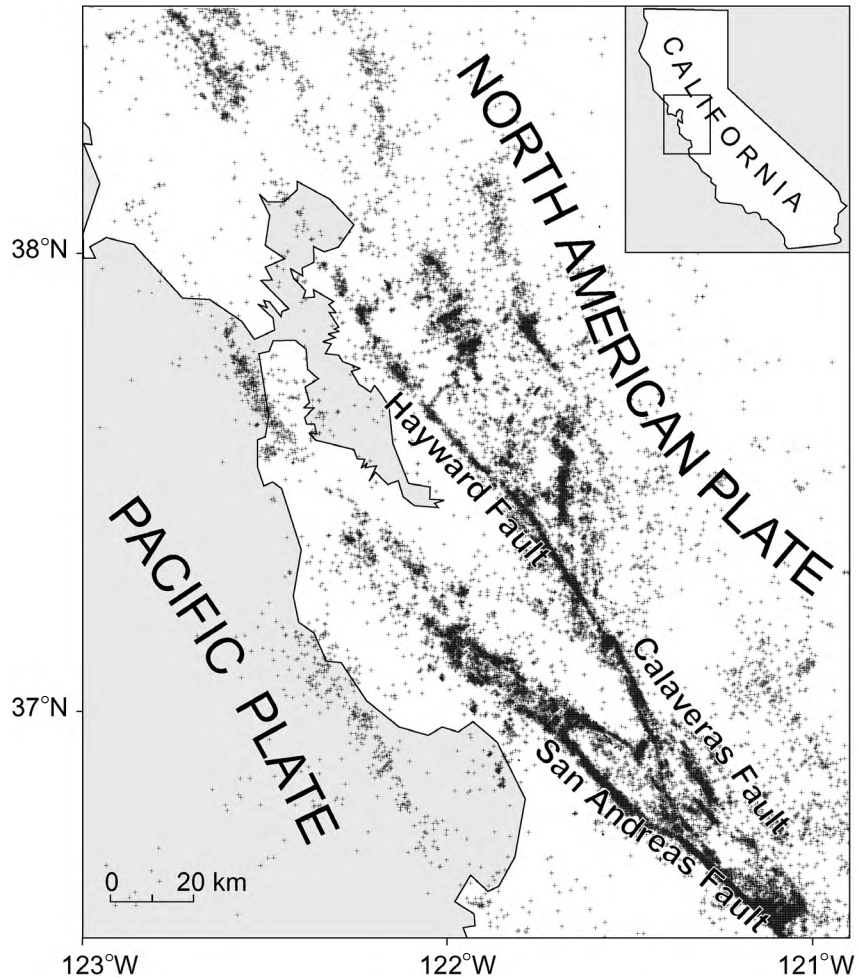 CALIFORNIA
NORTH AMERICAN PLATE
38°N
Hayward Fault
PACIFIC PLATE
Calaveras Fault
37°N
San Andreas Fault
0 20 km
123°W 122°W 121°W